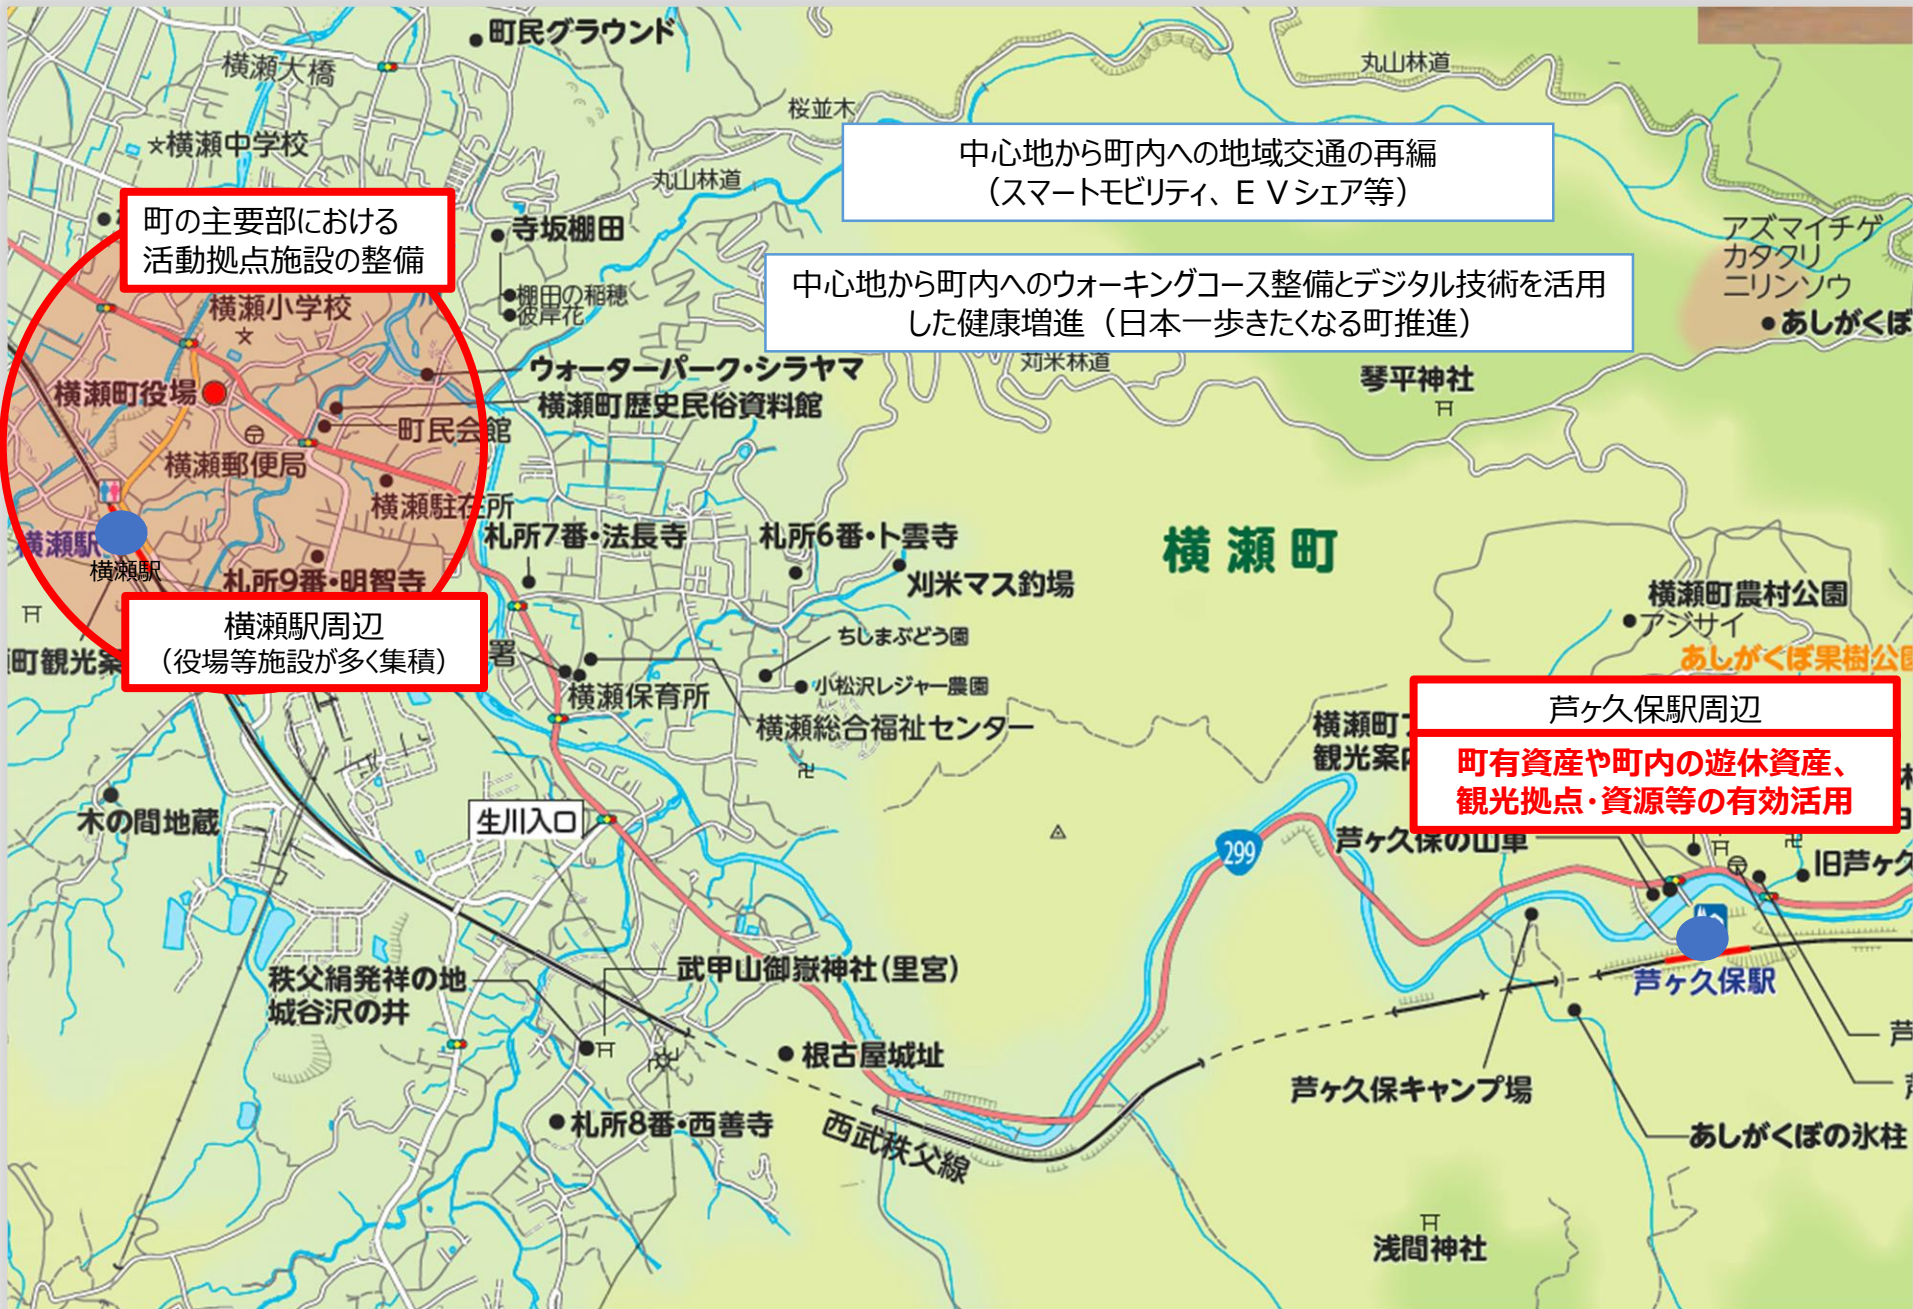 町民グラウンド
横瀬大橋
丸山林道
桜並木
横瀬中学校
中心地から町内への地域交通の再編
（スマートモビリティ、ＥＶシェア等）
丸山林道
町の主要部における
活動拠点施設の整備
寺坂棚田
アズマイチゲ
カタクリ
ニリンソウ
中心地から町内へのウォーキングコース整備とデジタル技術を活用
した健康増進（日本一歩きたくなる町推進）
棚田の稲穂
彼岸花
横瀬小学校
あしがくぼ
苅米林道
ウォーターパーク・シラヤマ
琴平神社
横瀬町役場
横瀬町歴史民俗資料館
町民会館
横瀬郵便局
横瀬駐在所
横瀬駅
横瀬駅
札所7番・法長寺
札所6番・卜雲寺
横瀬町
刈米マス釣場
札所9番・明智寺
横瀬町農村公園
アジサイ
横瀬駅周辺
（役場等施設が多く集積）
ちしまぶどう園
町観光案
署
あしがくぼ果樹公園
横瀬保育所
小松沢レジャー農園
横瀬総合福祉センター
芦ヶ久保駅周辺
横瀬町
観光案
町有資産や町内の遊休資産、
観光拠点・資源等の有効活用
木の間地蔵
生川入口
299
芦ヶ久保の山車
旧芦ヶ久
秩父絹発祥の地
城谷沢の井
武甲山御嶽神社（里宮）
芦ヶ久保駅
芦
根古屋城址
芦ヶ久保キャンプ場
札所8番・西善寺
西武秩父線
あしがくぼの氷柱
浅間神社